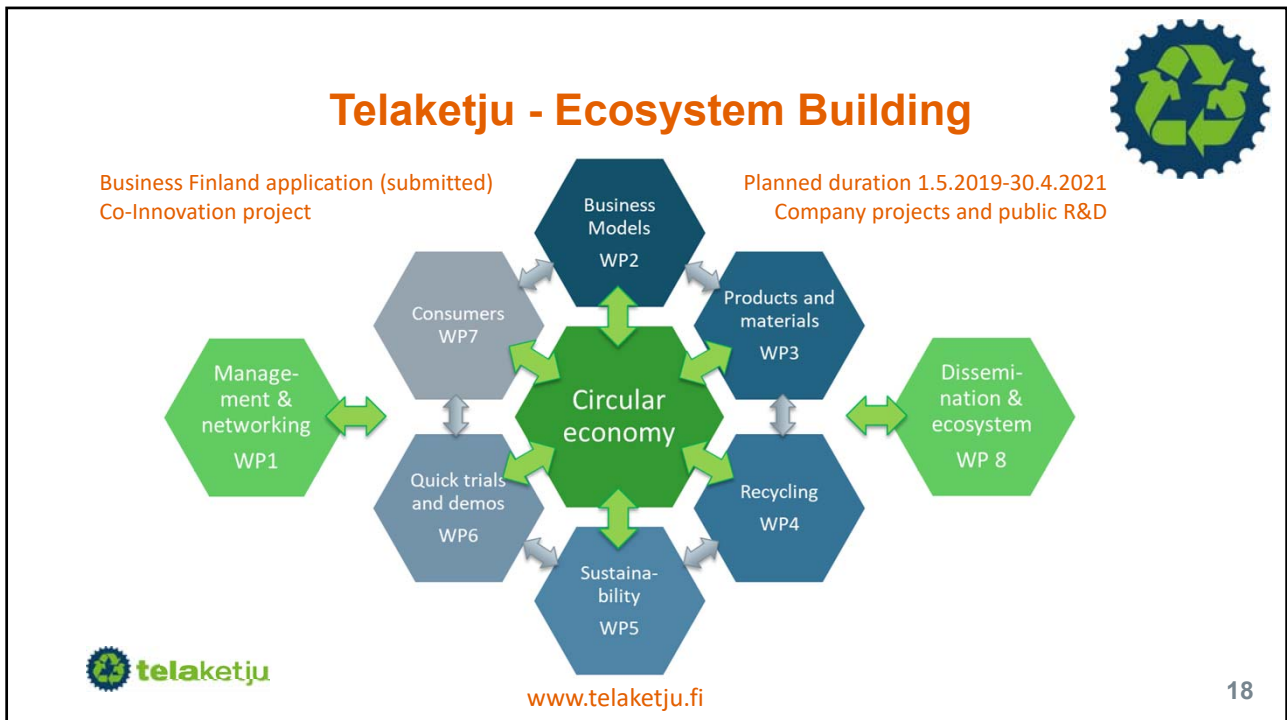 Telaketju - Ecosystem Building
Business Finland application (submitted)
Co-Innovation project
Planned duration 1.5.2019-30.4.2021
Company projects and public R&D
Business
Models
WP2
Consumers
WP7
Products and
materials
WP3
Manage-
ment &
networking
WP1
Circular
economy
Dissemi-
nation &
ecosystem
WP 8
Quick trials
and demos
WP6
Recycling
WP4
Sustaina-
bility
WP5
telaketju
www.telaketju.fi
18